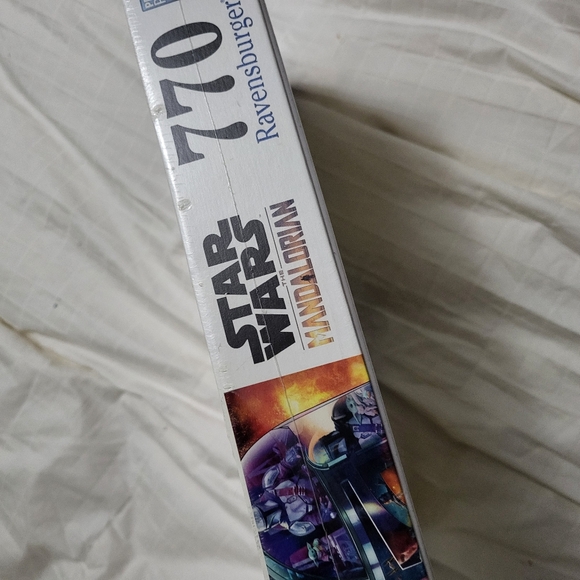 770
Ravensburger
STAR
WARS
THE
MANDALORIAN